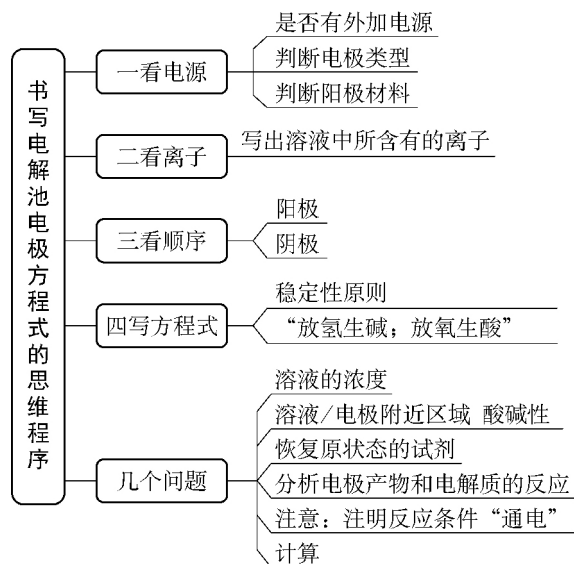 书写电解池电极方程式的思维程序
一看电源
是否有外加电源
判断电极类型
判断阳极材料
二看离子
写出溶液中所含有的离子
三看顺序
阳极
阴极
四写方程式
稳定性原则
“放氢生碱；放氧生酸”
几个问题
溶液的浓度
溶液/电极附近区域 酸碱性
恢复原状态的试剂
分析电极产物和电解质的反应
注意：注明反应条件“通电”
计算